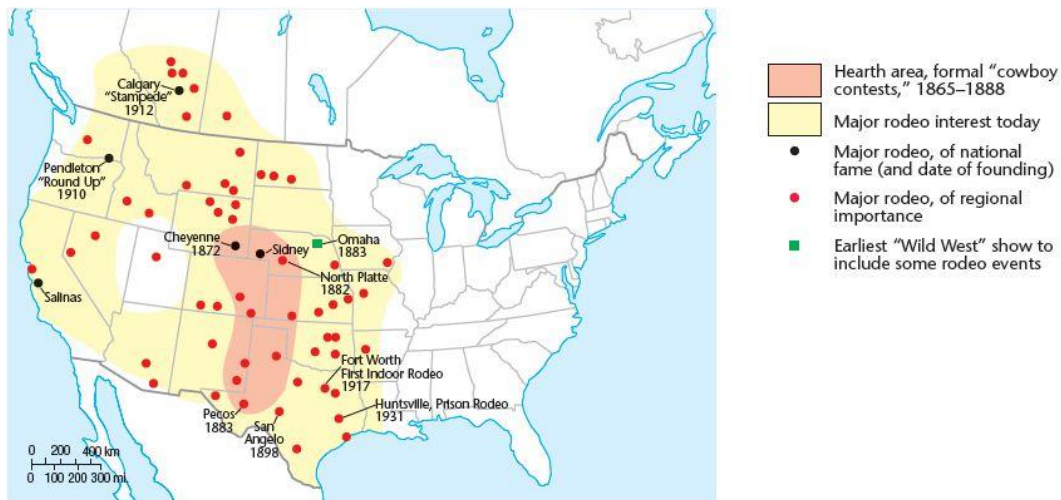 Calgary
"Stampede"
1912
Pendleton
"Round Up"
1910
Cheyenne
1872
Sidney
Omaha
1883
North Platte
1882
Salinas
Fort Worth
First Indoor Rodeo
1917
Huntsville, Prison Rodeo
1931
Pecos
1883
San
Angelo
1898
0 200 400 km
0 100 200 300 mi.
Hearth area, formal “cowboy
contests,” 1865–1888
Major rodeo interest today
Major rodeo, of national
fame (and date of founding)
Major rodeo, of regional
importance
Earliest “Wild West” show to
include some rodeo events